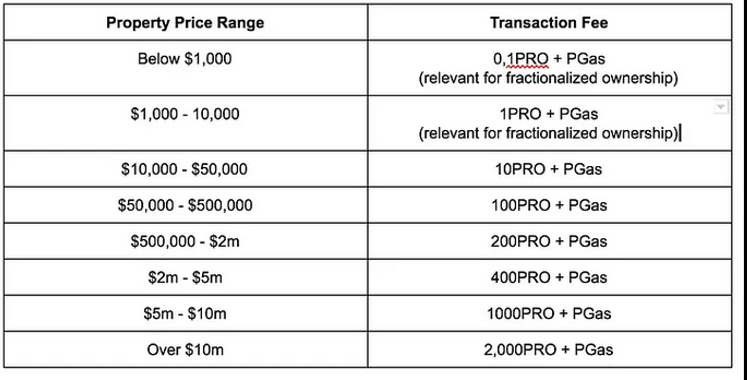 Property Price Range Transaction Fee
Below $1,000 0,1PRO + PGas
(relevant for fractionalized ownership)
$1,000 - 10,000 1PRO + PGas
(relevant for fractionalized ownership)
$10,000 - $50,000 10PRO + PGas
$50,000 - $500,000 100PRO + PGas
$500,000 - $2m 200PRO + PGas
$2m - $5m 400PRO + PGas
$5m - $10m 1000PRO + PGas
Over $10m 2,000PRO + PGas